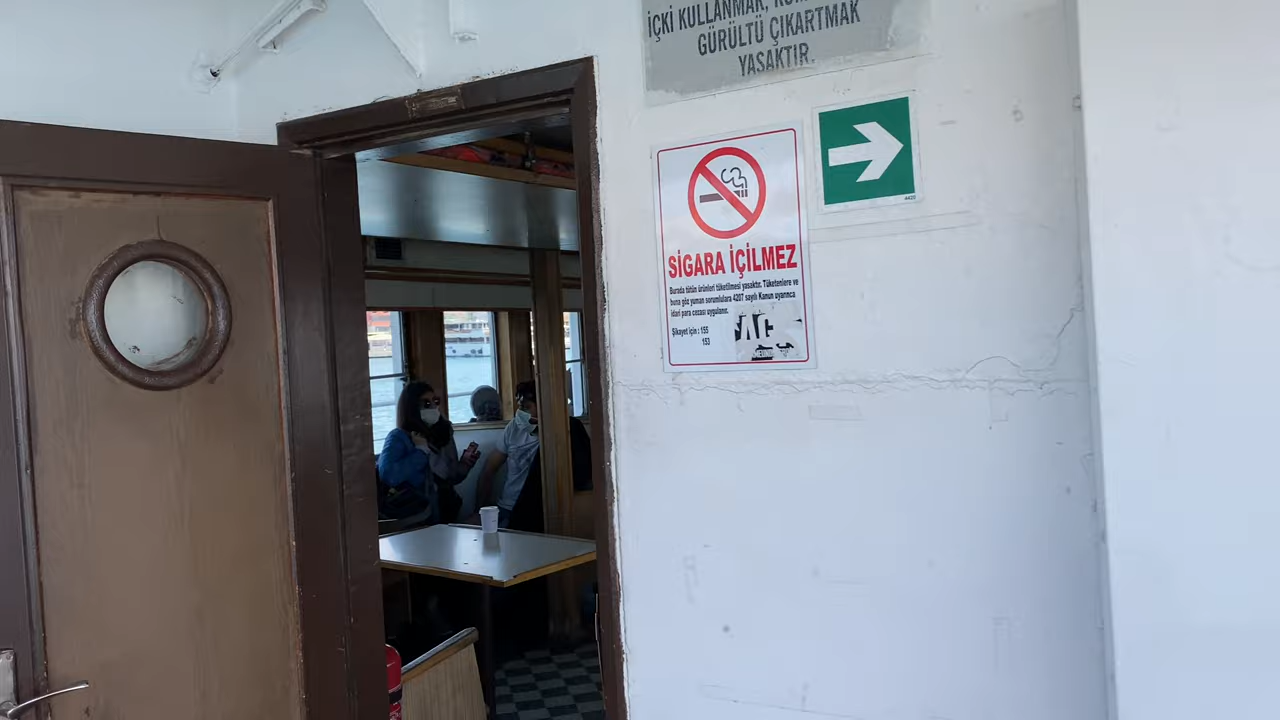 İÇKİ KULLANMAK,
GÜRÜLTÜ ÇIKARTMAK
YASAKTIR.
4420
SİGARA İÇİLMEZ
Burada tütün ürünleri tüketilmesi yasaktır. Tüketenlere ve
buna göz yuman sorumlulara 4207 sayılı Kanun uyarınca
idari para cezası uygulanır.
Şikayet için : 155
153